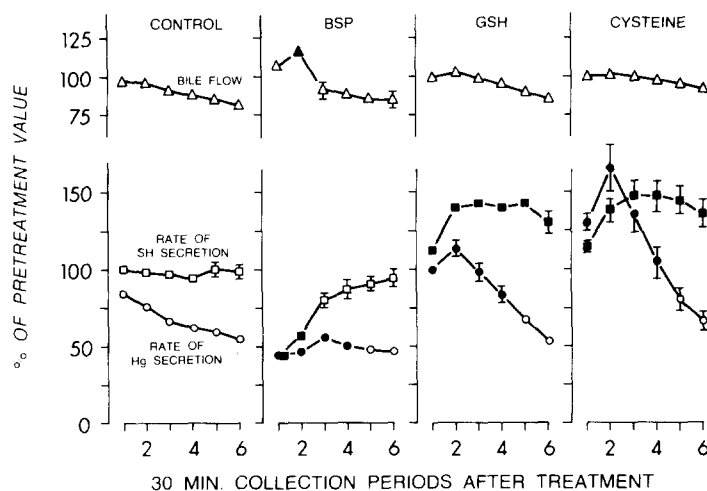 CONTROL
BSP
GSH
CYSTEINE
125
100
75
BILE FLOW
150
100
50
0
RATE OF
SH SECRETION
RATE OF
Hg SECRETION
% OF PRETREATMENT VALUE
2 4 6 2 4 6 2 4 6 2 4 6
30 MIN. COLLECTION PERIODS AFTER TREATMENT